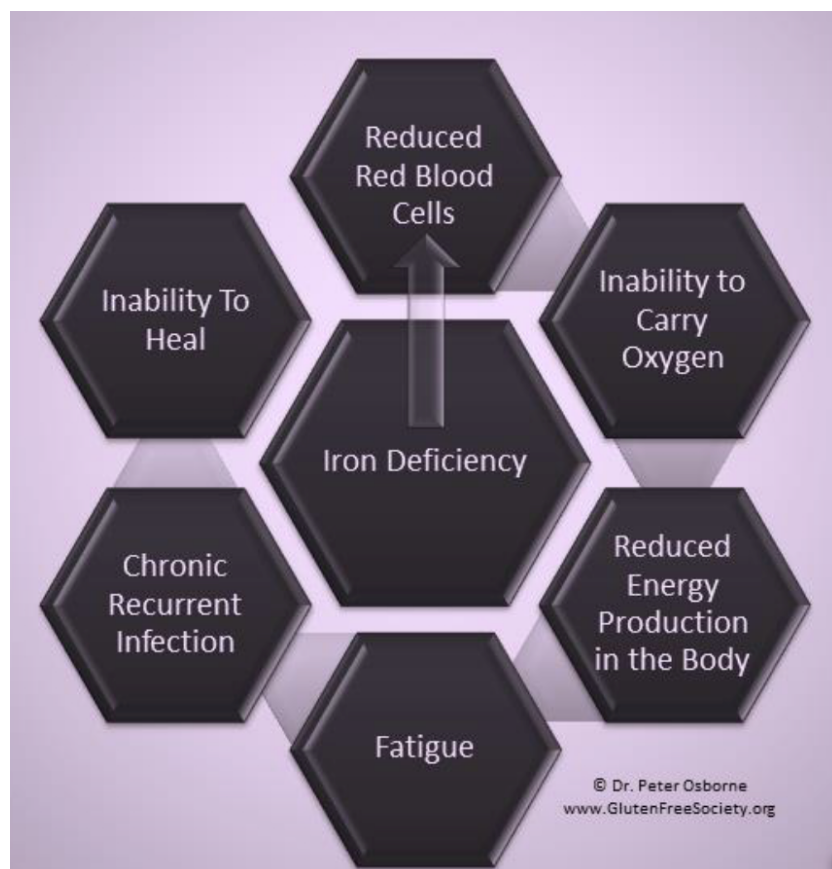 Reduced
Red Blood
Cells
Inability to
Carry
Oxygen
Reduced
Energy
Production
in the Body
Fatigue
Chronic
Recurrent
Infection
Inability To
Heal
Iron Deficiency
© Dr. Peter Osborne
www.GlutenFreeSociety.org